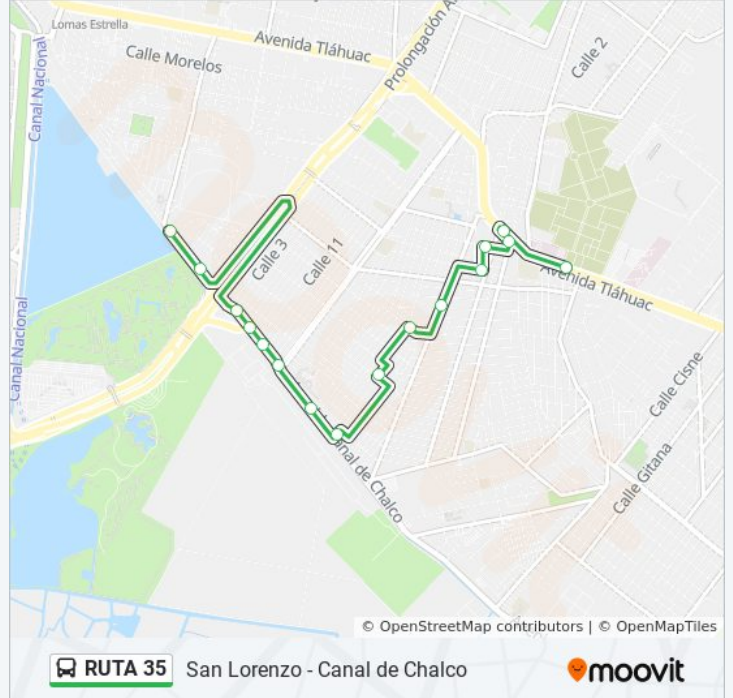 Lomas Estrella
Avenida Tláhuac
Calle Morelos
Prolongación A
Calle 2
Canal Nacional
Calle 3
Calle 11
Avenida Tláhuac
Canal Nacional
Calle Cisne
Calle Gitana
anal de Chalco
© OpenStreetMap contributors | © OpenMapTiles
RUTA 35 San Lorenzo - Canal de Chalco
moovit